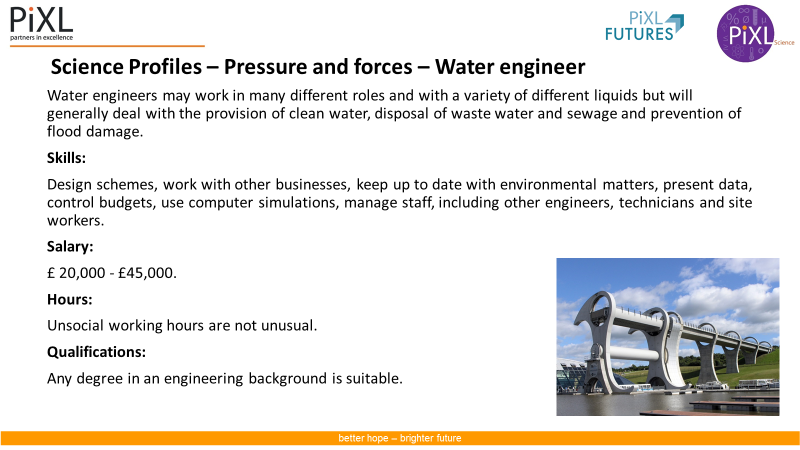 PiXL
partners in excellence
PiXL
FUTURES
PiXL
Science
Science Profiles – Pressure and forces – Water engineer
Water engineers may work in many different roles and with a variety of different liquids but will
generally deal with the provision of clean water, disposal of waste water and sewage and prevention of
flood damage.
Skills:
Design schemes, work with other businesses, keep up to date with environmental matters, present data,
control budgets, use computer simulations, manage staff, including other engineers, technicians and site
workers.
Salary:
£ 20,000 - £45,000.
Hours:
Unsocial working hours are not unusual.
Qualifications:
Any degree in an engineering background is suitable.
better hope – brighter future